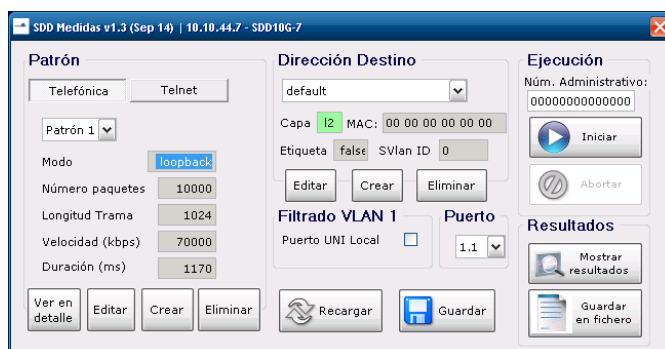 SDD Medidas v1.3 (Sep 14) | 10.10.44.7 - SDD10G-7
Patrón
Telefónica Telnet
Patrón 1
Modo loopback
Número paquetes 10000
Longitud Trama 1024
Velocidad (kbps) 70000
Duración (ms) 1170
Ver en
detalle
Editar Crear Eliminar
Dirección Destino
default
Capa l2 MAC: 00 00 00 00 00 00
Etiqueta false SVlan ID 0
Editar Crear Eliminar
Filtrado VLAN 1
Puerto UNI Local
Puerto
1.1
Recargar Guardar
Ejecución
Núm. Administrativo:
00000000000000
Iniciar
Abortar
Resultados
Mostrar
resultados
Guardar
en fichero